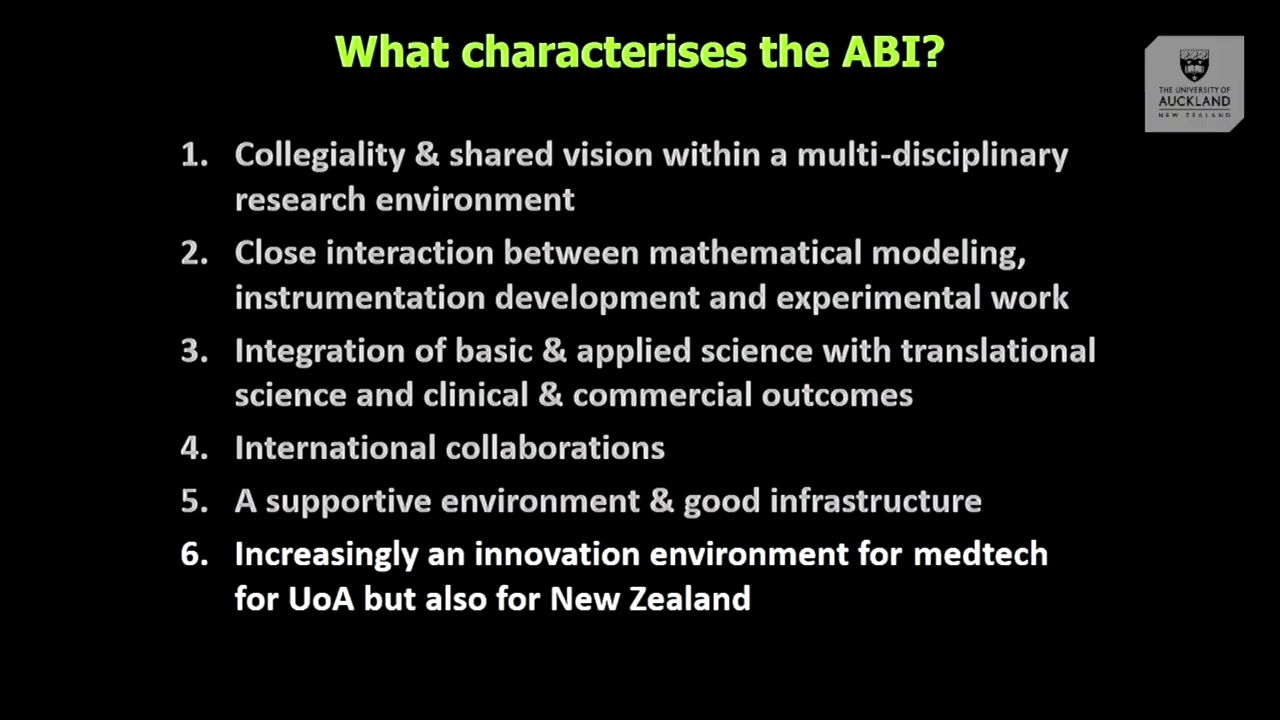 What characterises the ABI?
THE UNIVERSITY OF
AUCKLAND
NEW ZEALAND
1. Collegiality & shared vision within a multi-disciplinary
research environment
2. Close interaction between mathematical modeling,
instrumentation development and experimental work
3. Integration of basic & applied science with translational
science and clinical & commercial outcomes
4. International collaborations
5. A supportive environment & good infrastructure
6. Increasingly an innovation environment for medtech
for UoA but also for New Zealand